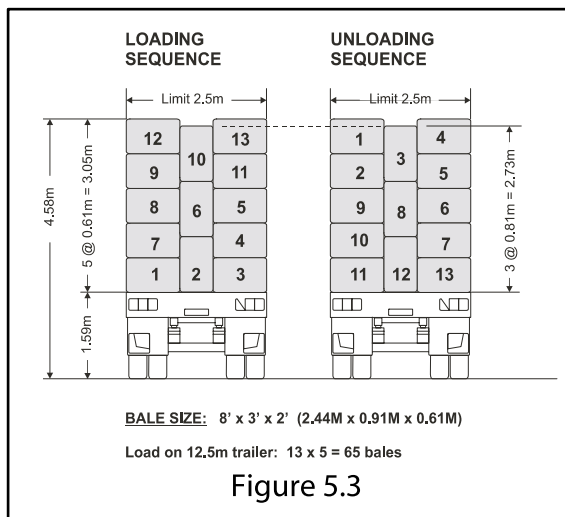 LOADING
SEQUENCE
UNLOADING
SEQUENCE
Limit 2.5m
Limit 2.5m
4.58m
5 @ 0.61m = 3.05m
1.59m
12
10
13
9
11
8
6
5
7
4
1
2
3
1
3
4
2
5
9
8
6
10
7
11
12
13
3 @ 0.81m = 2.73m
BALE SIZE: 8' x 3' x 2' (2.44M x 0.91M x 0.61M)
Load on 12.5m trailer: 13 x 5 = 65 bales
Figure 5.3